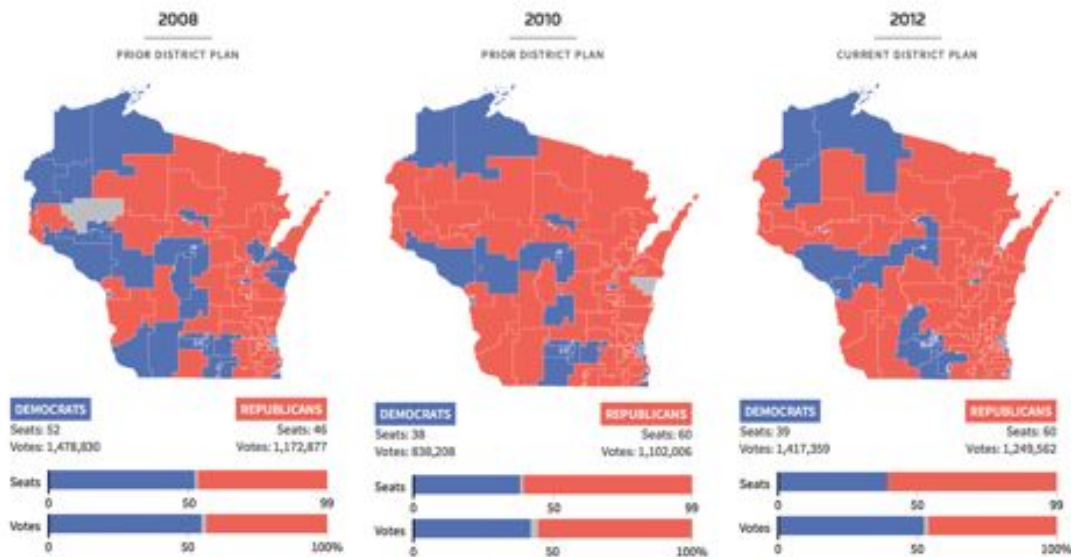 2008
PRIOR DISTRICT PLAN
DEMOCRATS
REPUBLICANS
Seats: 52
Seats: 46
Votes: 1,478,830
Votes: 1,172,877
Seats
0
50
99
Votes
0
50
100%
2010
PRIOR DISTRICT PLAN
DEMOCRATS
REPUBLICANS
Seats: 38
Seats: 60
Votes: 838,208
Votes: 1,102,006
Seats
0
50
99
Votes
0
50
100%
2012
CURRENT DISTRICT PLAN
DEMOCRATS
REPUBLICANS
Seats: 39
Seats: 60
Votes: 1,417,359
Votes: 1,249,562
Seats
0
50
99
Votes
0
50
100%